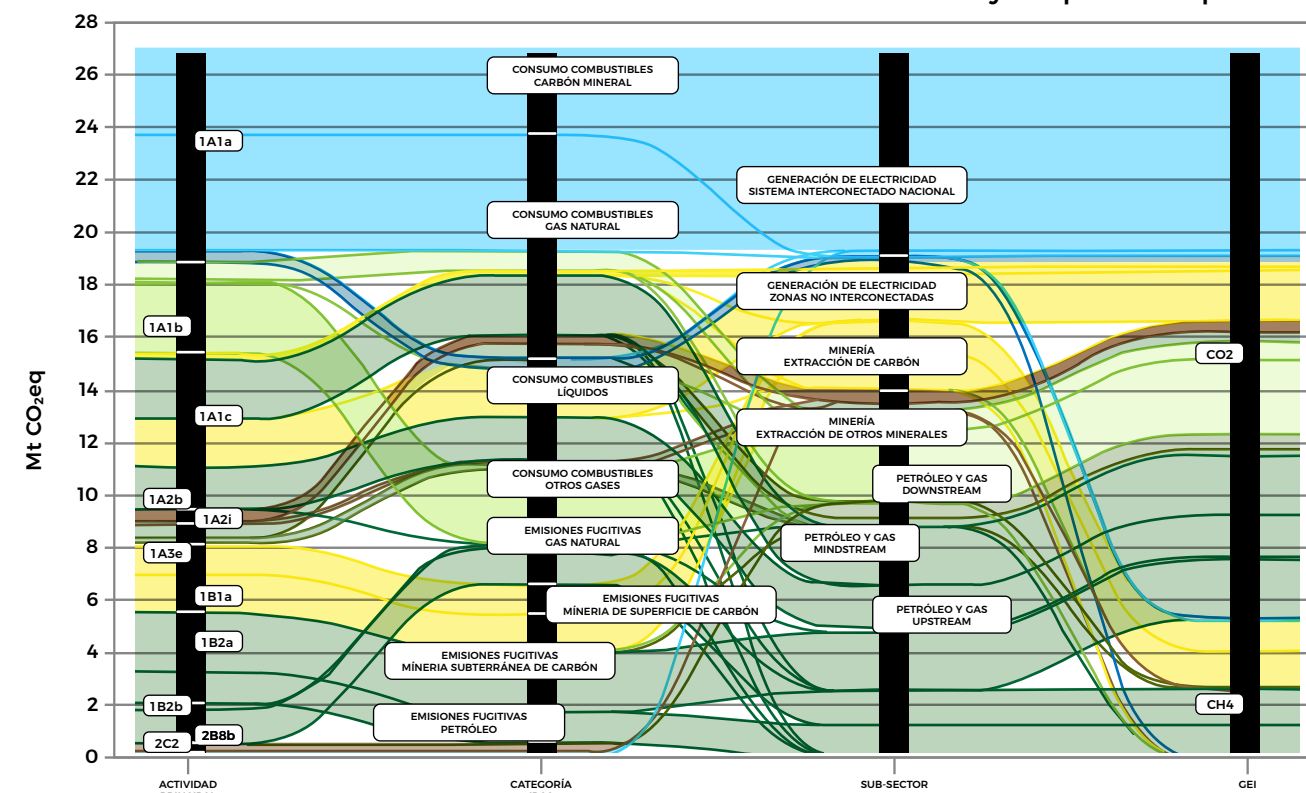 28
26
24
22
20
18
16
14
12
10
8
6
4
2
0
Mt CO₂eq
1A1a
1A1b
1A1c
1A2b
1A2i
1A3e
1B1a
1B2a
1B2b
2B8b
2C2
CONSUMO COMBUSTIBLES
CARBÓN MINERAL
CONSUMO COMBUSTIBLES
GAS NATURAL
CONSUMO COMBUSTIBLES
LÍQUIDOS
CONSUMO COMBUSTIBLES
OTROS GASES
EMISIONES FUGITIVAS
GAS NATURAL
EMISIONES FUGITIVAS
MÍNERIA DE SUPERFICIE DE CARBÓN
EMISIONES FUGITIVAS
MÍNERIA SUBTERRÁNEA DE CARBÓN
EMISIONES FUGITIVAS
PETRÓLEO
GENERACIÓN DE ELECTRICIDAD
SISTEMA INTERCONECTADO NACIONAL
GENERACIÓN DE ELECTRICIDAD
ZONAS NO INTERCONECTADAS
MINERÍA
EXTRACCIÓN DE CARBÓN
MINERÍA
EXTRACCIÓN DE OTROS MINERALES
PETRÓLEO Y GAS
DOWNSTREAM
PETRÓLEO Y GAS
MINDSTREAM
PETRÓLEO Y GAS
UPSTREAM
CO2
CH4
ACTIVIDAD
CATEGORÍA
SUB-SECTOR
GEI